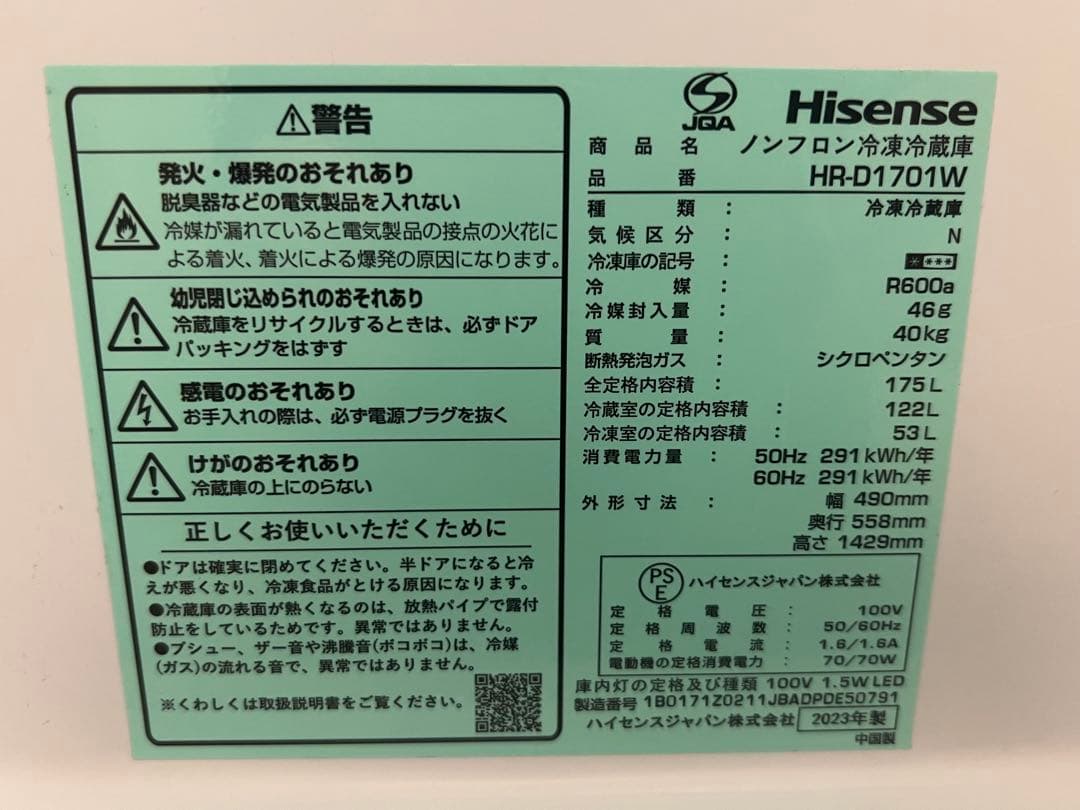 警告
発火・爆発のおそれあり
脱臭器などの電気製品を入れない
冷媒が漏れていると電気製品の接点の火花に
よる着火、着火による爆発の原因になります。
幼児閉じ込められのおそれあり
冷蔵庫をリサイクルするときは、必ずドア
パッキングをはずす
感電のおそれあり
お手入れの際は、必ず電源プラグを抜く
けがのおそれあり
冷蔵庫の上にのらない
正しくお使いいただくために
●ドアは確実に閉めてください。半ドアになると冷
えが悪くなり、冷凍食品がとける原因になります。
●冷蔵庫の表面が熱くなるのは、放熱パイプで露付
防止をしているためです。異常ではありません。
●ブシュー、ザー音や沸騰音(ボコボコ)は、冷媒
(ガス)の流れる音で、異常ではありません。
※くわしくは取扱説明書をご覧ください。
JQA Hisense
商品名 ノンフロン冷凍冷蔵庫
品番 HR-D1701W
種類 : 冷凍冷蔵庫
気候区分 : N
冷凍庫の記号 : ****
冷媒 : R600a
冷媒封入量 : 46g
質量 : 40kg
断熱発泡ガス : シクロペンタン
全定格内容積 : 175L
冷蔵室の定格内容積 : 122L
冷凍室の定格内容積 : 53L
消費電力量 : 50Hz 291kWh/年
60Hz 291kWh/年
外形寸法 : 幅 490mm
奥行 558mm
高さ 1429mm
PSE ハイセンスジャパン株式会社
定格電圧 : 100V
定格周波数 : 50/60Hz
定格電流 : 1.6/1.6A
電動機の定格消費電力 : 70/70W
庫内灯の定格及び種類 100V 1.5W LED
製造番号 1B0171Z0211JBADPDE50791
ハイセンスジャパン株式会社 2023年製
中国製